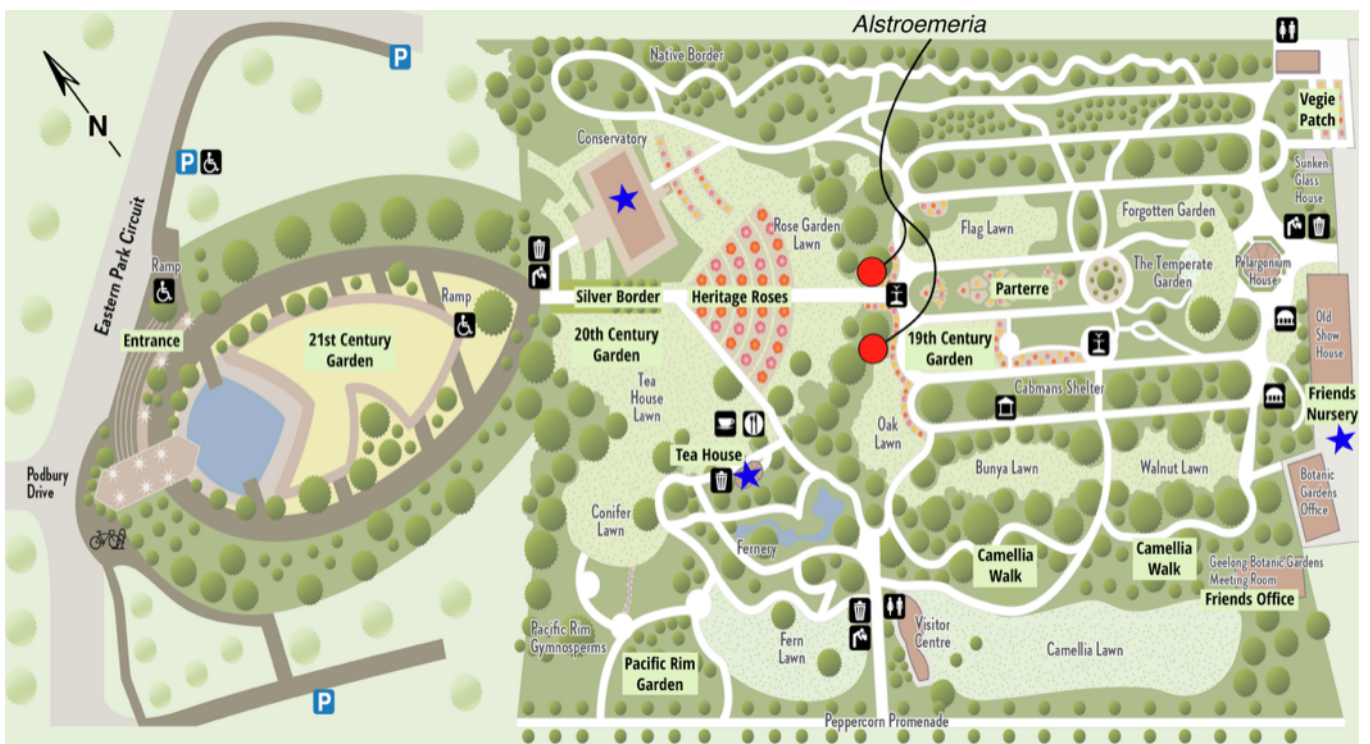 Alstroemeria
Native Border
P
N
Vegie
Patch
Conservatory
P
Sunken
Glass
House
Eastern Park Circuit
Rose Garden
Lawn
Flag Lawn
Forgotten Garden
Ramp
The Temperate
Garden
Pelargonium
House
Ramp
Silver Border
Heritage Roses
Parterre
Entrance
21st Century
Garden
20th Century
Garden
19th Century
Garden
Old
Show
House
Tea
House
Lawn
Cabmans Shelter
Friends
Nursery
Oak
Lawn
Tea House
Bunya Lawn
Walnut Lawn
Podbury
Drive
Botanic
Gardens
Office
Conifer
Lawn
Fernery
Camellia
Walk
Camellia
Walk
Geelong Botanic Gardens
Meeting Room
Friends Office
Pacific Rim
Gymnosperms
Fern
Lawn
Visitor
Centre
Camellia Lawn
Pacific Rim
Garden
P
Peppercorn Promenade